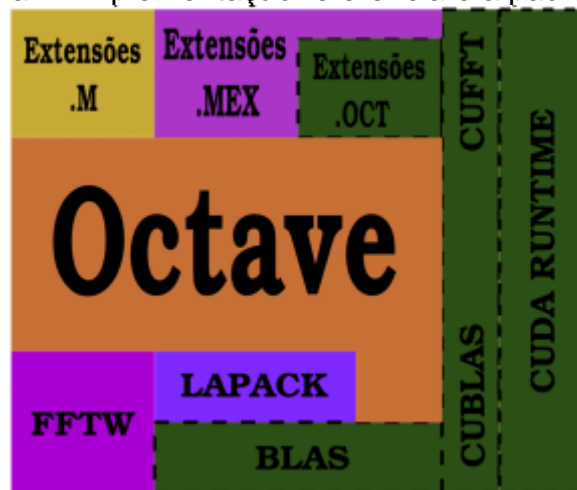 Extensões
.M
Extensões
.MEX
Extensões
.OCT
CUFFT
CUDA RUNTIME
Octave
LAPACK
FFTW
BLAS
CUBLAS